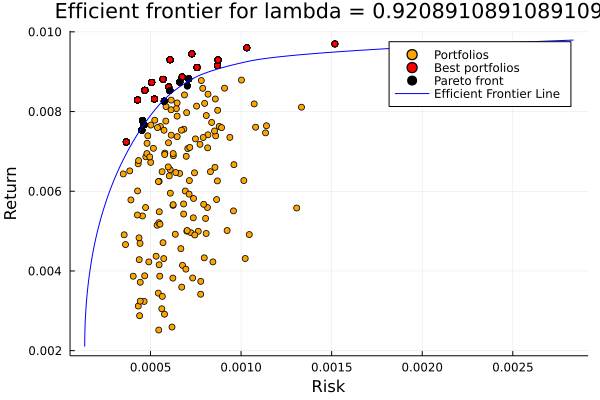 Efficient frontier for lambda = 0.9208910891089109
0.010
0.008
0.006
0.004
0.002
Return
Portfolios
Best portfolios
Pareto front
Efficient Frontier Line
0.0005 0.0010 0.0015 0.0020 0.0025
Risk